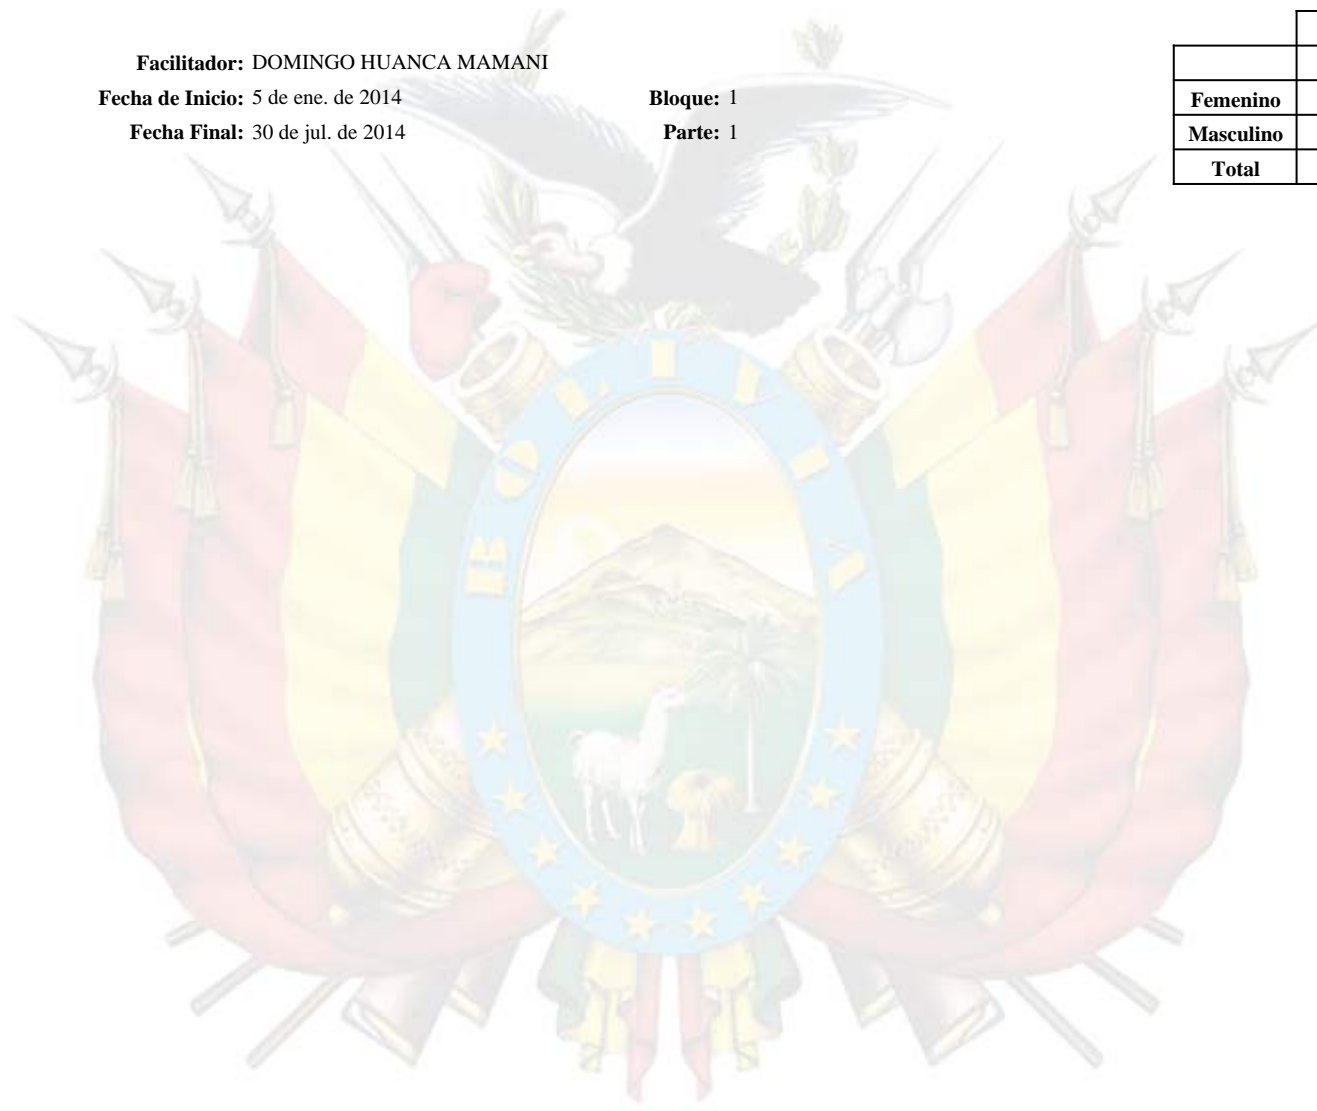 Facilitador: DOMINGO HUANCA MAMANI
Fecha de Inicio: 5 de ene. de 2014 Bloque: 1
Fecha Final: 30 de jul. de 2014 Parte: 1
Femenino
Masculino
Total
BOLIVIA